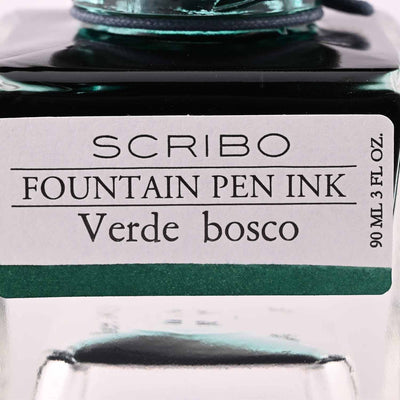 SCRIBO
FOUNTAIN PEN INK
Verde bosco
90 ML 3 FL OZ.